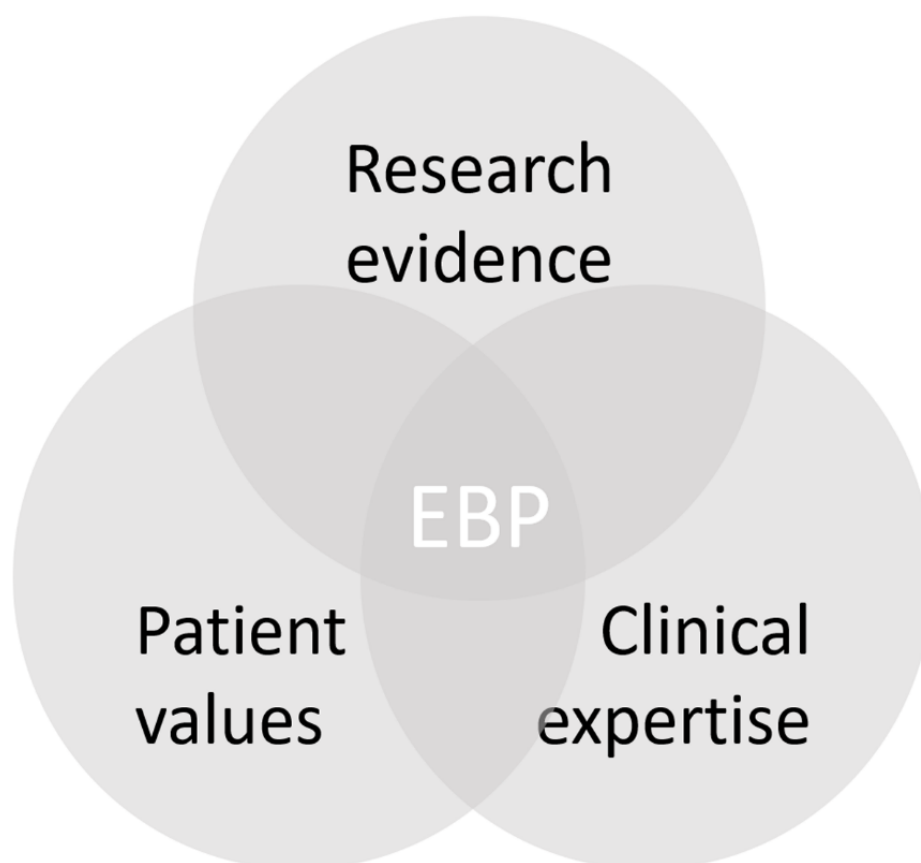 Research
evidence
EBP
Patient
values
Clinical
expertise